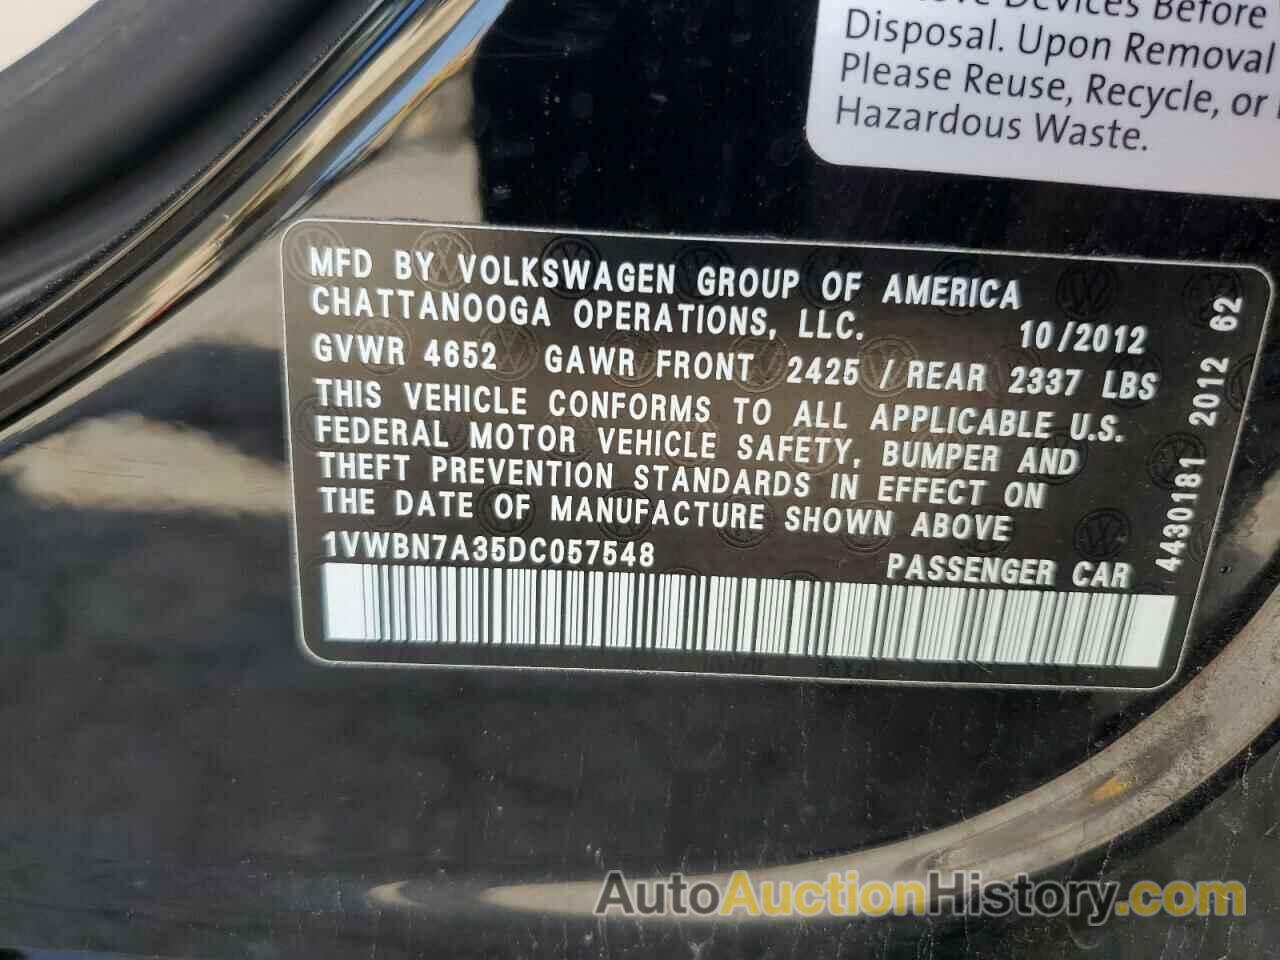 Devices Before
Disposal. Upon Removal
Please Reuse, Recycle, or
Hazardous Waste.
MFD BY VOLKSWAGEN GROUP OF AMERICA
CHATTANOOGA OPERATIONS, LLC. 10/2012
GVWR 4652 GAWR FRONT 2425 / REAR 2337 LBS
THIS VEHICLE CONFORMS TO ALL APPLICABLE U.S.
FEDERAL MOTOR VEHICLE SAFETY, BUMPER AND
THEFT PREVENTION STANDARDS IN EFFECT ON
THE DATE OF MANUFACTURE SHOWN ABOVE
1VWBN7A35DC057548 PASSENGER CAR
4430181 2012 62
AutoAuctionHistory.com